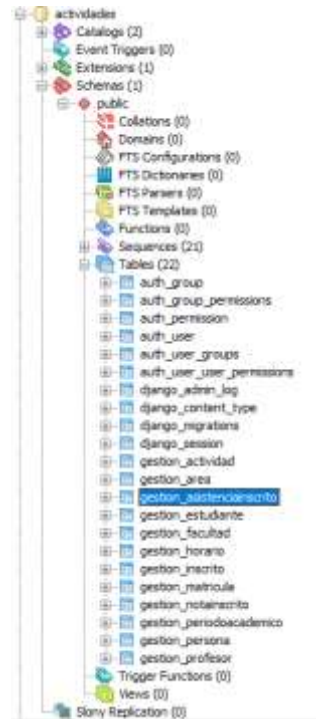 actividades
Catalogs (2)
Event Triggers (0)
Extensions (1)
Schemas (1)
public
Collations (0)
Domains (0)
FTS Configurations (0)
FTS Dictionaries (0)
FTS Parsers (0)
FTS Templates (0)
Functions (0)
Sequences (21)
Tables (22)
auth_group
auth_group_permissions
auth_permission
auth_user
auth_user_groups
auth_user_user_permissions
django_admin_log
django_content_type
django_migrations
django_session
gestion_actividad
gestion_area
gestion_asistenciainscrito
gestion_estudiante
gestion_facultad
gestion_horario
gestion_inscrito
gestion_matricula
gestion_notainscrito
gestion_periodoacademico
gestion_persona
gestion_profesor
Trigger Functions (0)
Views (0)
Slony Replication (0)